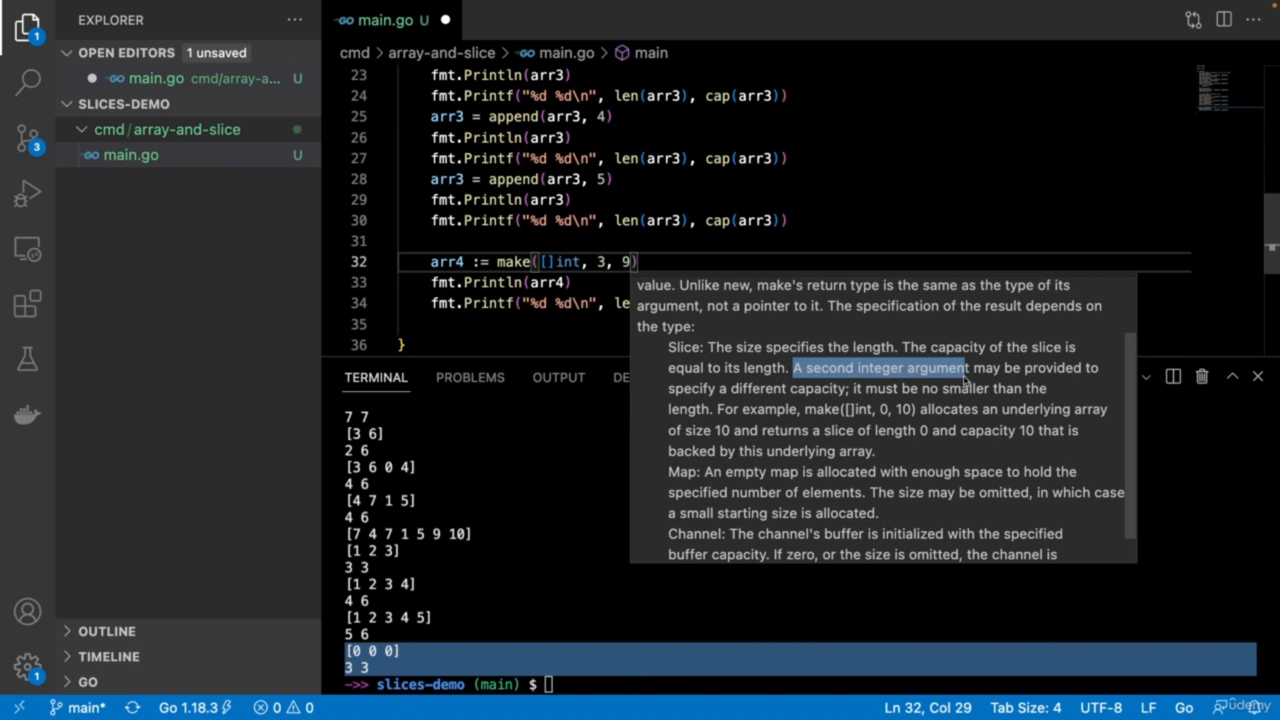 EXPLORER
main.go U
OPEN EDITORS 1 unsaved
cmd > array-and-slice > main.go > main
main.go cmd/array-a... U
SLICES-DEMO
cmd / array-and-slice
main.go U
23 fmt.Println(arr3)
24 fmt.Printf("%d %d\n", len(arr3), cap(arr3))
25 arr3 = append(arr3, 4)
26 fmt.Println(arr3)
27 fmt.Printf("%d %d\n", len(arr3), cap(arr3))
28 arr3 = append(arr3, 5)
29 fmt.Println(arr3)
30 fmt.Printf("%d %d\n", len(arr3), cap(arr3))
31
32 arr4 := make([]int, 3, 9)
33 fmt.Println(arr4)
34 fmt.Printf("%d %d\n", le
35
36 }
value. Unlike new, make's return type is the same as the type of its
argument, not a pointer to it. The specification of the result depends on
the type:
Slice: The size specifies the length. The capacity of the slice is
equal to its length. A second integer argument may be provided to
specify a different capacity; it must be no smaller than the
length. For example, make([]int, 0, 10) allocates an underlying array
of size 10 and returns a slice of length 0 and capacity 10 that is
backed by this underlying array.
Map: An empty map is allocated with enough space to hold the
specified number of elements. The size may be omitted, in which case
a small starting size is allocated.
Channel: The channel's buffer is initialized with the specified
buffer capacity. If zero, or the size is omitted, the channel is
TERMINAL PROBLEMS OUTPUT DE
7 7
[3 6]
2 6
[3 6 0 4]
4 6
[4 7 1 5]
4 6
[7 4 7 1 5 9 10]
[1 2 3]
3 3
[1 2 3 4]
4 6
[1 2 3 4 5]
5 6
[0 0 0]
3 3
->> slices-demo (main) $
OUTLINE
TIMELINE
GO
1
3
1
main* Go 1.18.3 0 0 Ln 32, Col 29 Tab Size: 4 UTF-8 LF Go
Udemy